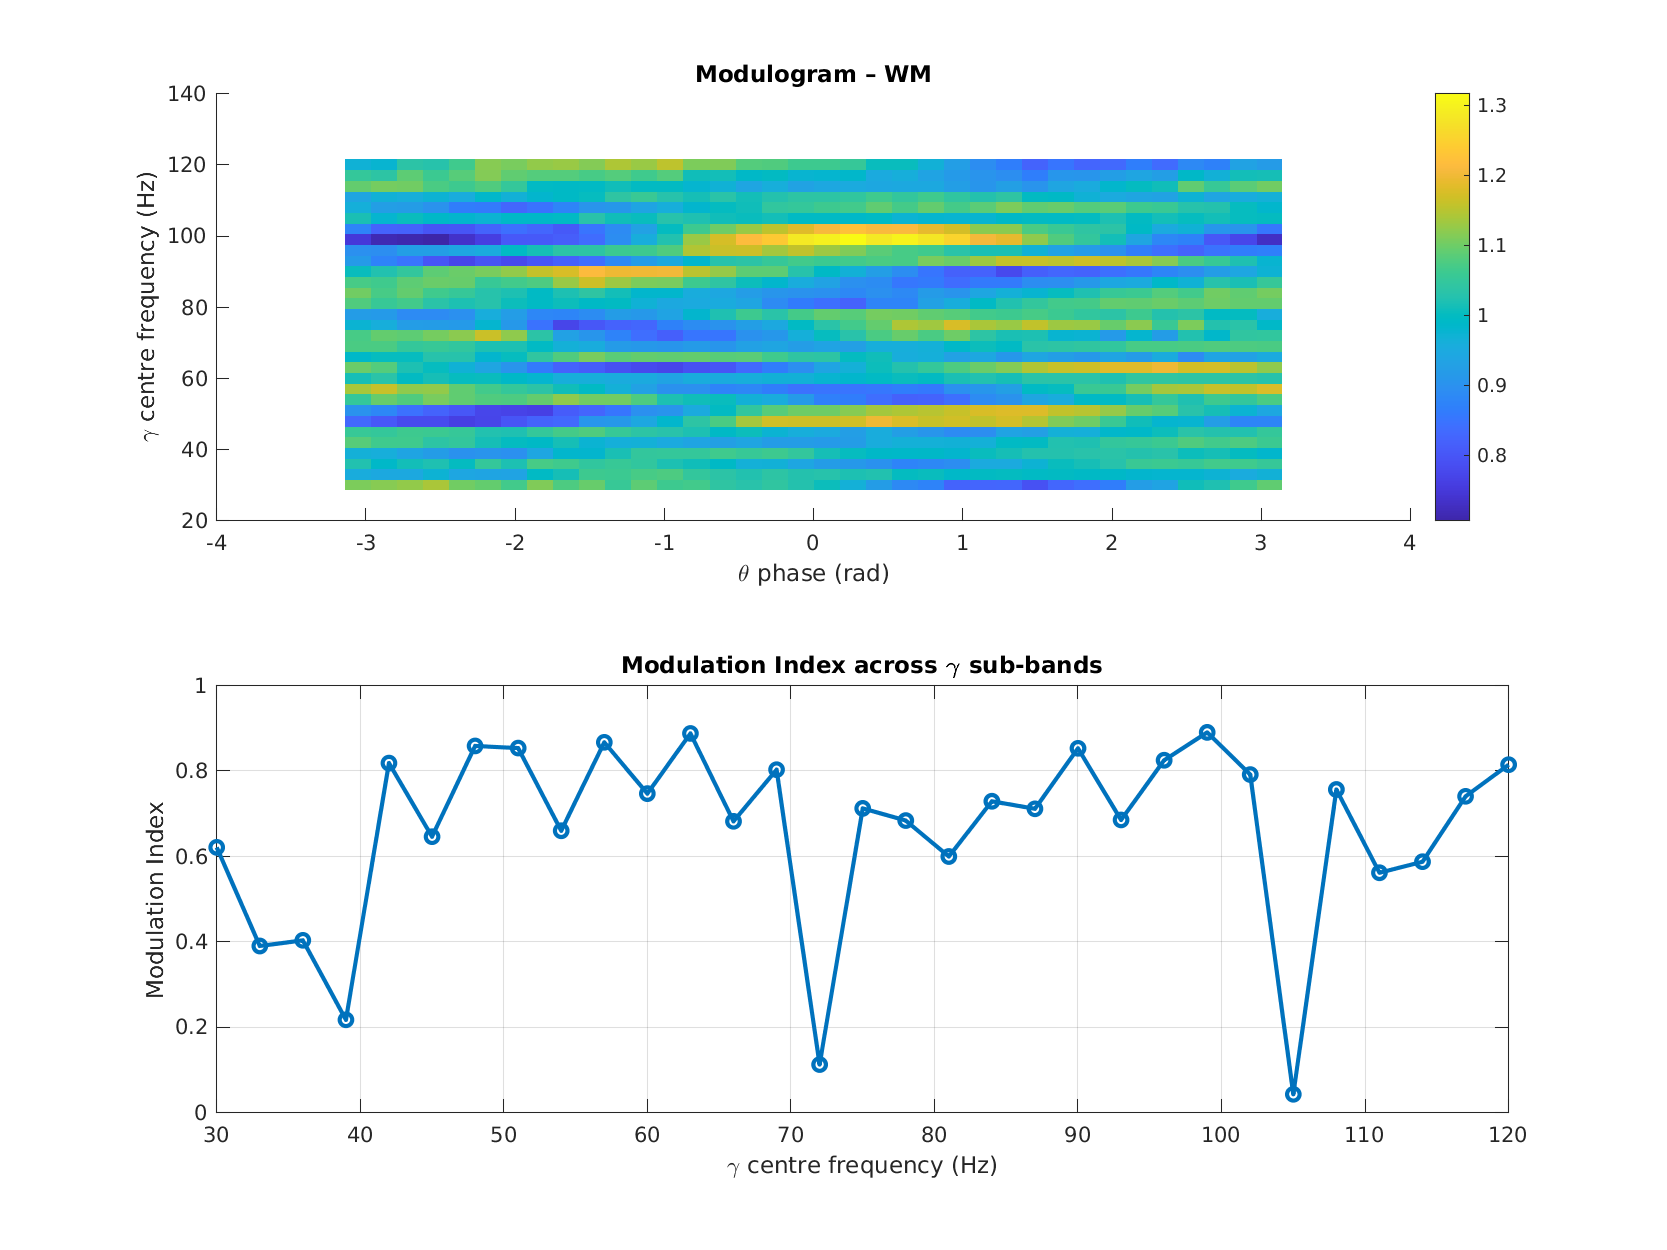 Modulogram – WM
γ centre frequency (Hz)
140
120
100
80
60
40
20
-4 -3 -2 -1 0 1 2 3 4
θ phase (rad)
1.3
1.2
1.1
1
0.9
0.8
Modulation Index across γ sub-bands
Modulation Index
1
0.8
0.6
0.4
0.2
0
30 40 50 60 70 80 90 100 110 120
γ centre frequency (Hz)